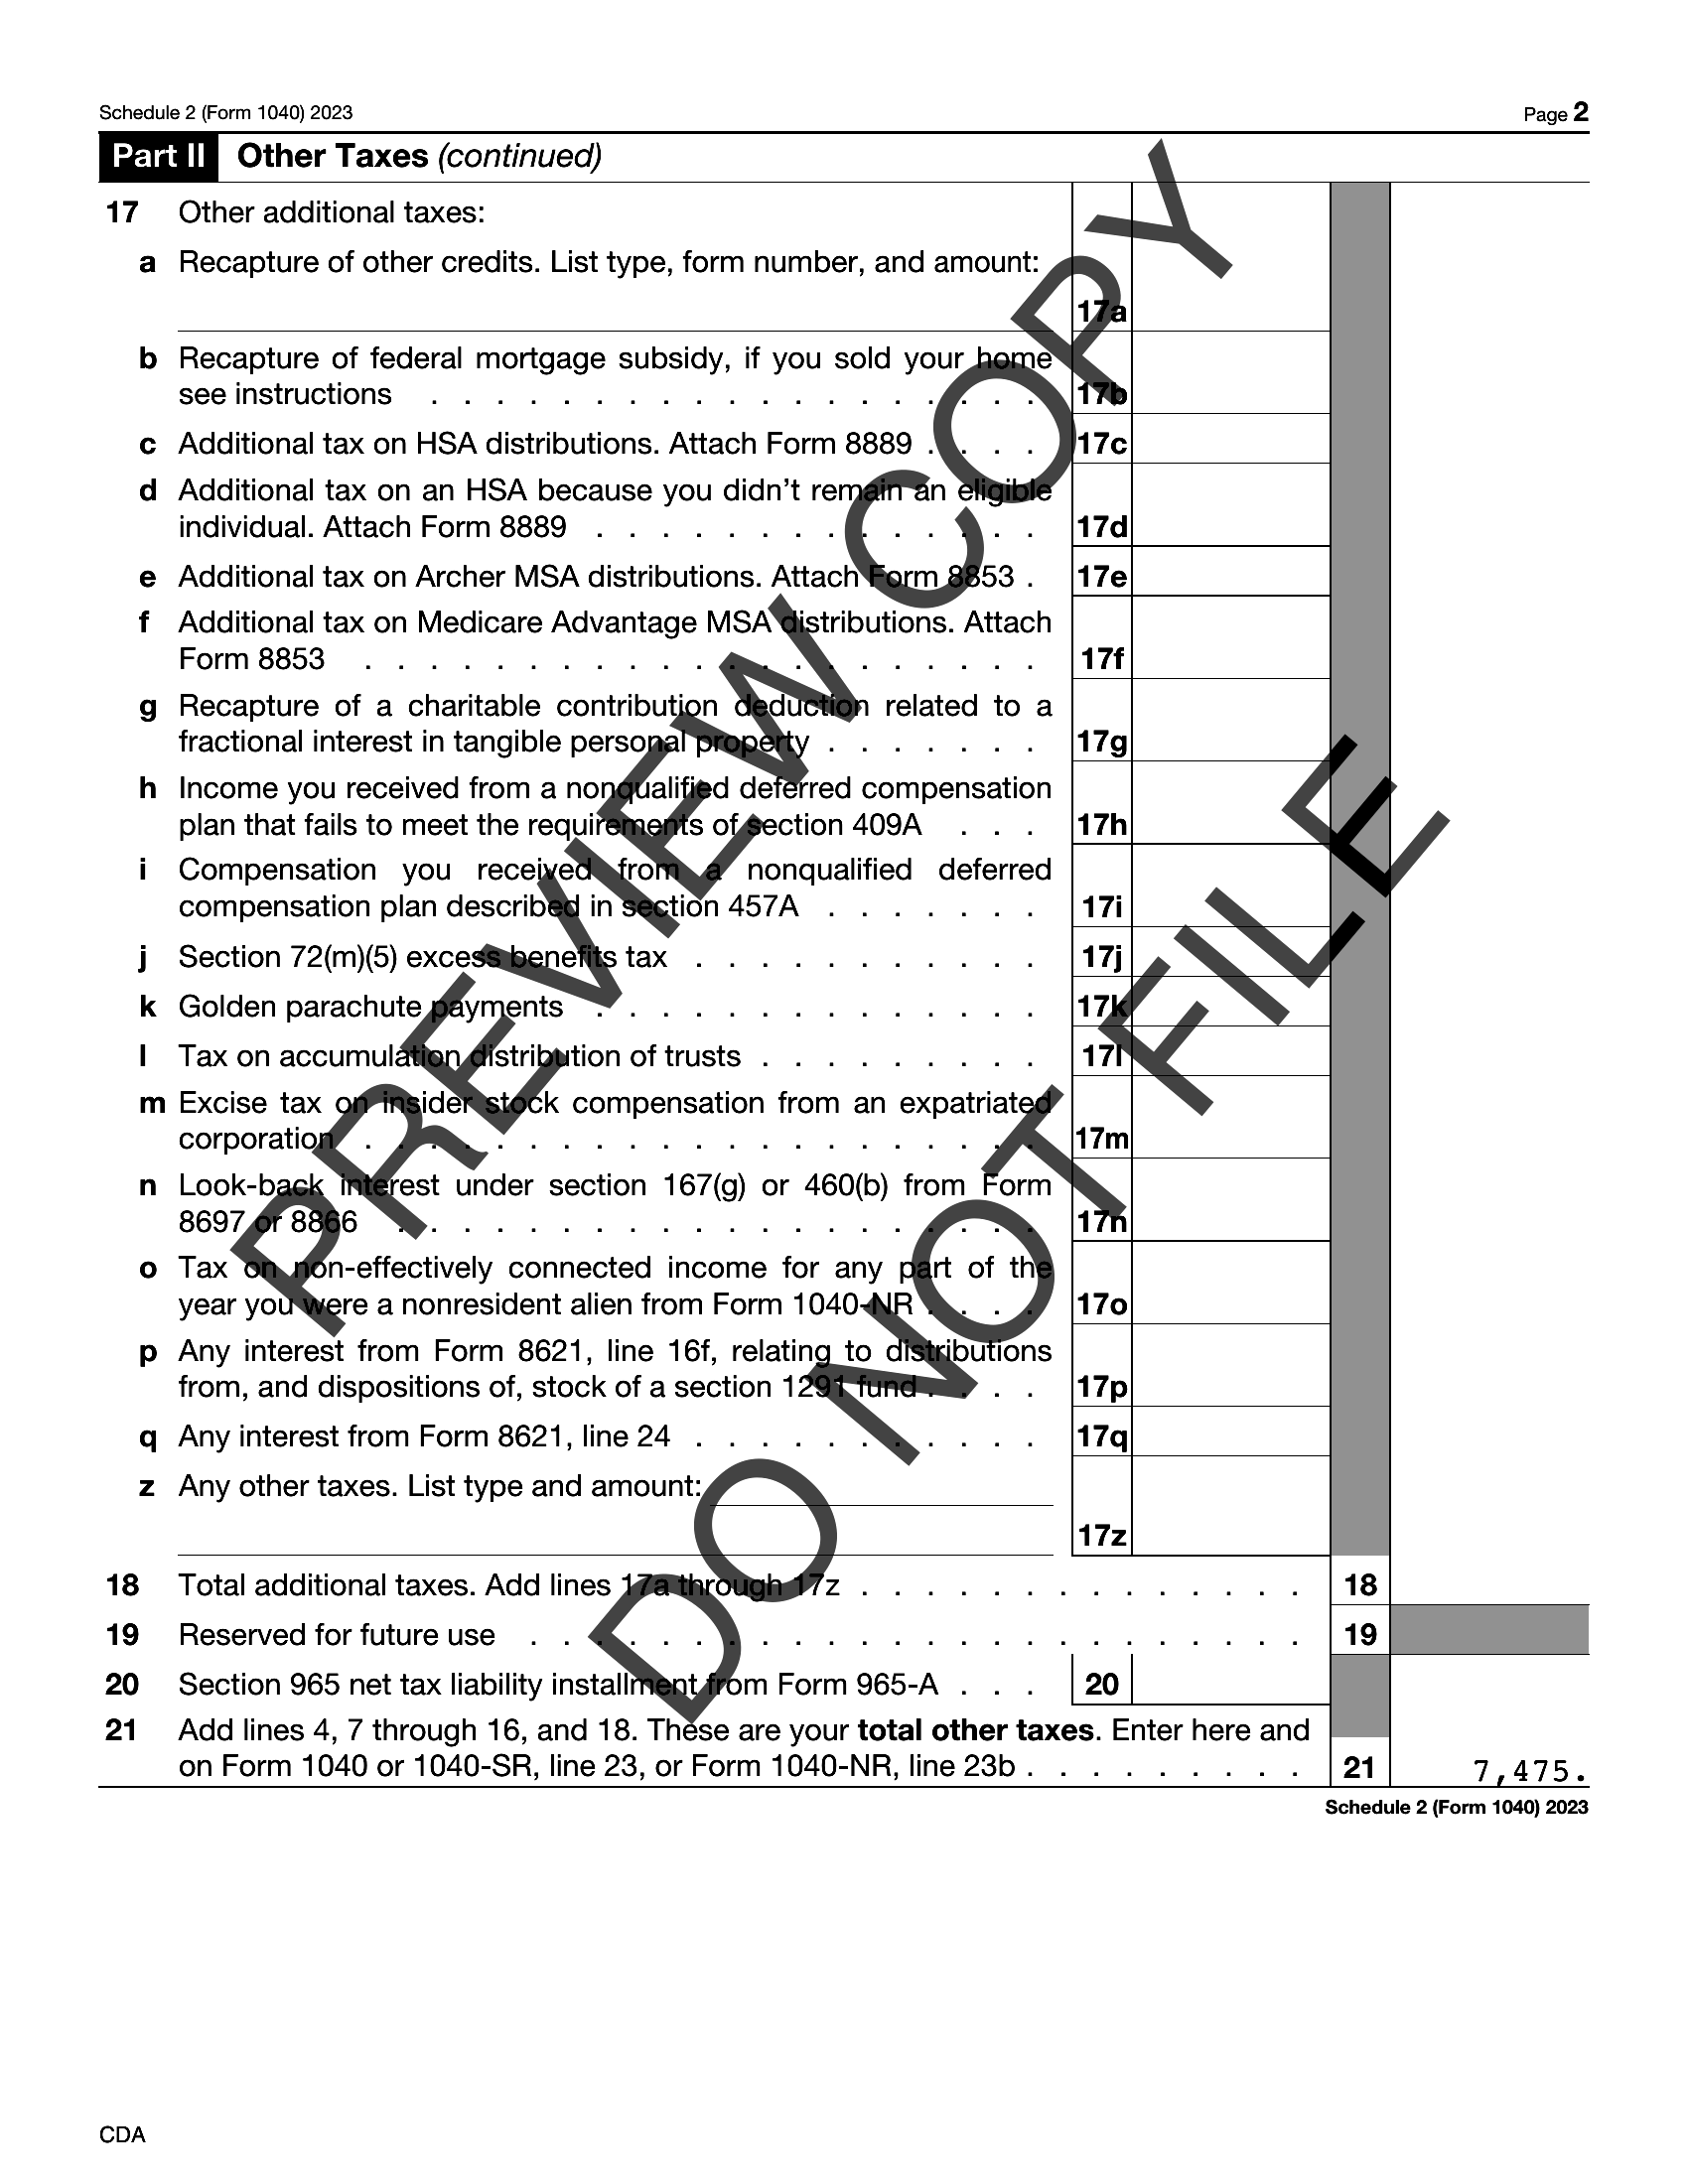 Schedule 2 (Form 1040) 2023 Page 2
Part II Other Taxes (continued)
17 Other additional taxes:
a Recapture of other credits. List type, form number, and amount:
17a
b Recapture of federal mortgage subsidy, if you sold your home
see instructions . . . . . . . . . . . . . . . . . . . 17b
c Additional tax on HSA distributions. Attach Form 8889 . . . . 17c
d Additional tax on an HSA because you didn’t remain an eligible
individual. Attach Form 8889 . . . . . . . . . . . . . . 17d
e Additional tax on Archer MSA distributions. Attach Form 8853 . 17e
f Additional tax on Medicare Advantage MSA distributions. Attach
Form 8853 . . . . . . . . . . . . . . . . . . . . . 17f
g Recapture of a charitable contribution deduction related to a
fractional interest in tangible personal property . . . . . . . 17g
h Income you received from a nonqualified deferred compensation
plan that fails to meet the requirements of section 409A . . . 17h
i Compensation you received from a nonqualified deferred
compensation plan described in section 457A . . . . . . . 17i
j Section 72(m)(5) excess benefits tax . . . . . . . . . . . 17j
k Golden parachute payments . . . . . . . . . . . . . . 17k
l Tax on accumulation distribution of trusts . . . . . . . . . 17l
m Excise tax on insider stock compensation from an expatriated
corporation . . . . . . . . . . . . . . . . . . . . . 17m
n Look-back interest under section 167(g) or 460(b) from Form
8697 or 8866 . . . . . . . . . . . . . . . . . . . . 17n
o Tax on non-effectively connected income for any part of the
year you were a nonresident alien from Form 1040-NR . . . . 17o
p Any interest from Form 8621, line 16f, relating to distributions
from, and dispositions of, stock of a section 1291 fund . . . . 17p
q Any interest from Form 8621, line 24 . . . . . . . . . . . 17q
z Any other taxes. List type and amount:
17z
18 Total additional taxes. Add lines 17a through 17z . . . . . . . . . . . . . . 18
19 Reserved for future use . . . . . . . . . . . . . . . . . . . . . . . . 19
20 Section 965 net tax liability installment from Form 965-A . . . 20
21 Add lines 4, 7 through 16, and 18. These are your total other taxes. Enter here and
on Form 1040 or 1040-SR, line 23, or Form 1040-NR, line 23b . . . . . . . . . 21 7,475.
Schedule 2 (Form 1040) 2023
CDA
PREVIEW COPY
DO NOT FILE